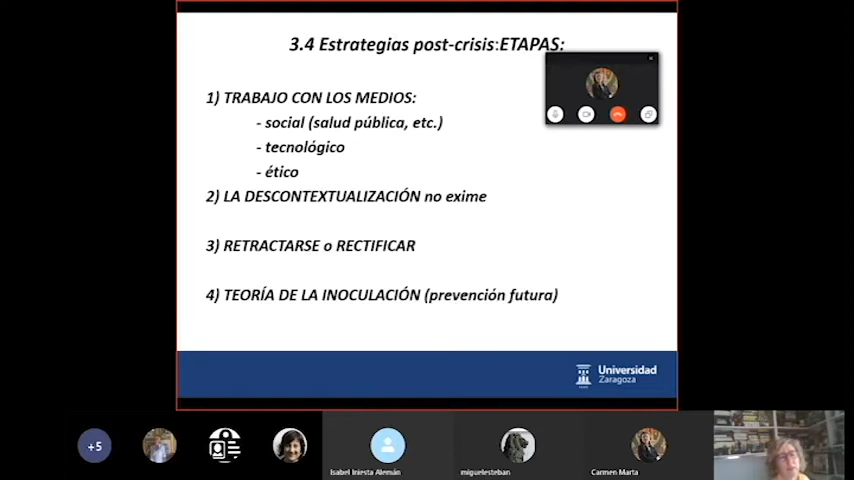 3.4 Estrategias post-crisis:ETAPAS:
1) TRABAJO CON LOS MEDIOS:
- social (salud pública, etc.)
- tecnológico
- ético
2) LA DESCONTEXTUALIZACIÓN no exime
3) RETRACTARSE o RECTIFICAR
4) TEORÍA DE LA INOCULACIÓN (prevención futura)
Universidad
Zaragoza
+5
Isabel Iniesta Alemán
miguelesteban
Carmen Marta